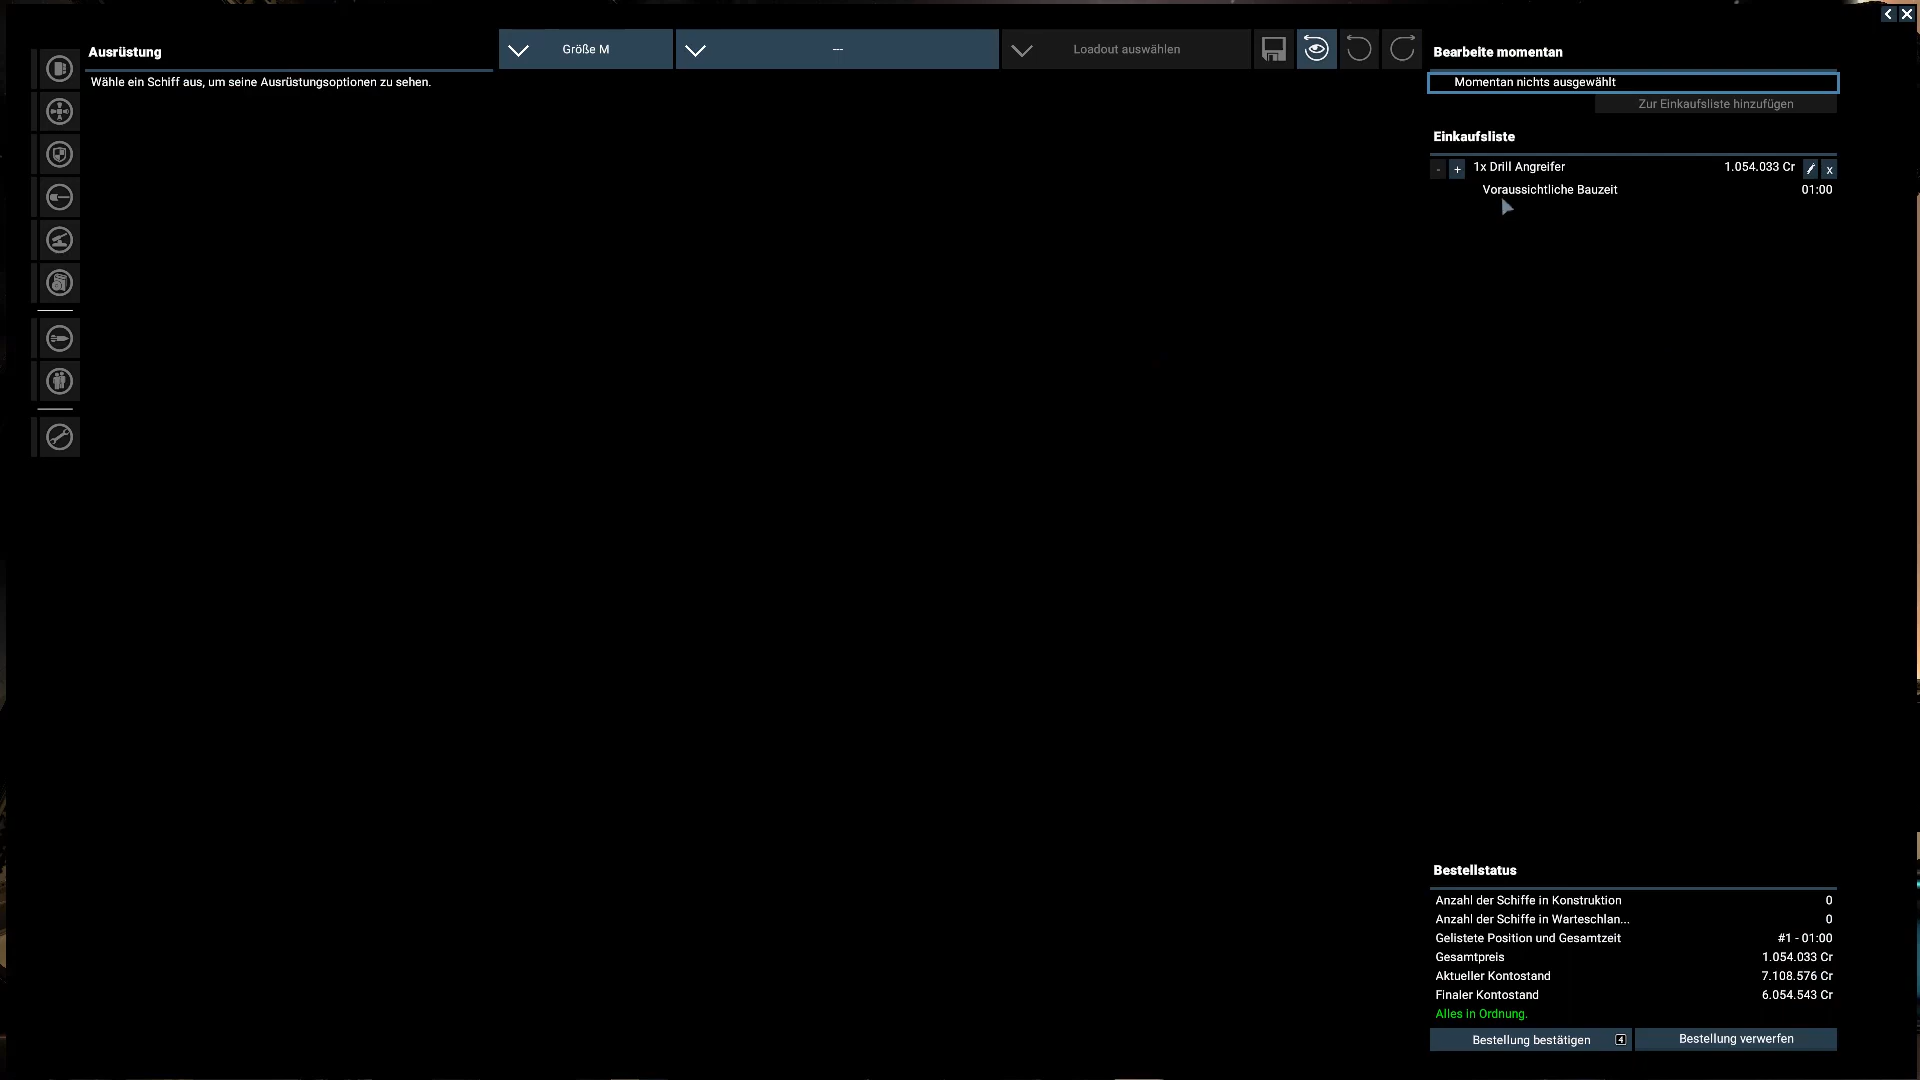 Ausrüstung
Wähle ein Schiff aus, um seine Ausrüstungsoptionen zu sehen.
Größe M
---
Loadout auswählen
Bearbeite momentan
Momentan nichts ausgewählt
Zur Einkaufsliste hinzufügen
Einkaufsliste
- + 1x Drill Angreifer 1.054.033 Cr x
Voraussichtliche Bauzeit 01:00
Bestellstatus
Anzahl der Schiffe in Konstruktion 0
Anzahl der Schiffe in Warteschlan... 0
Gelistete Position und Gesamtzeit #1 - 01:00
Gesamtpreis 1.054.033 Cr
Aktueller Kontostand 7.108.576 Cr
Finaler Kontostand 6.054.543 Cr
Alles in Ordnung.
Bestellung bestätigen 4 Bestellung verwerfen